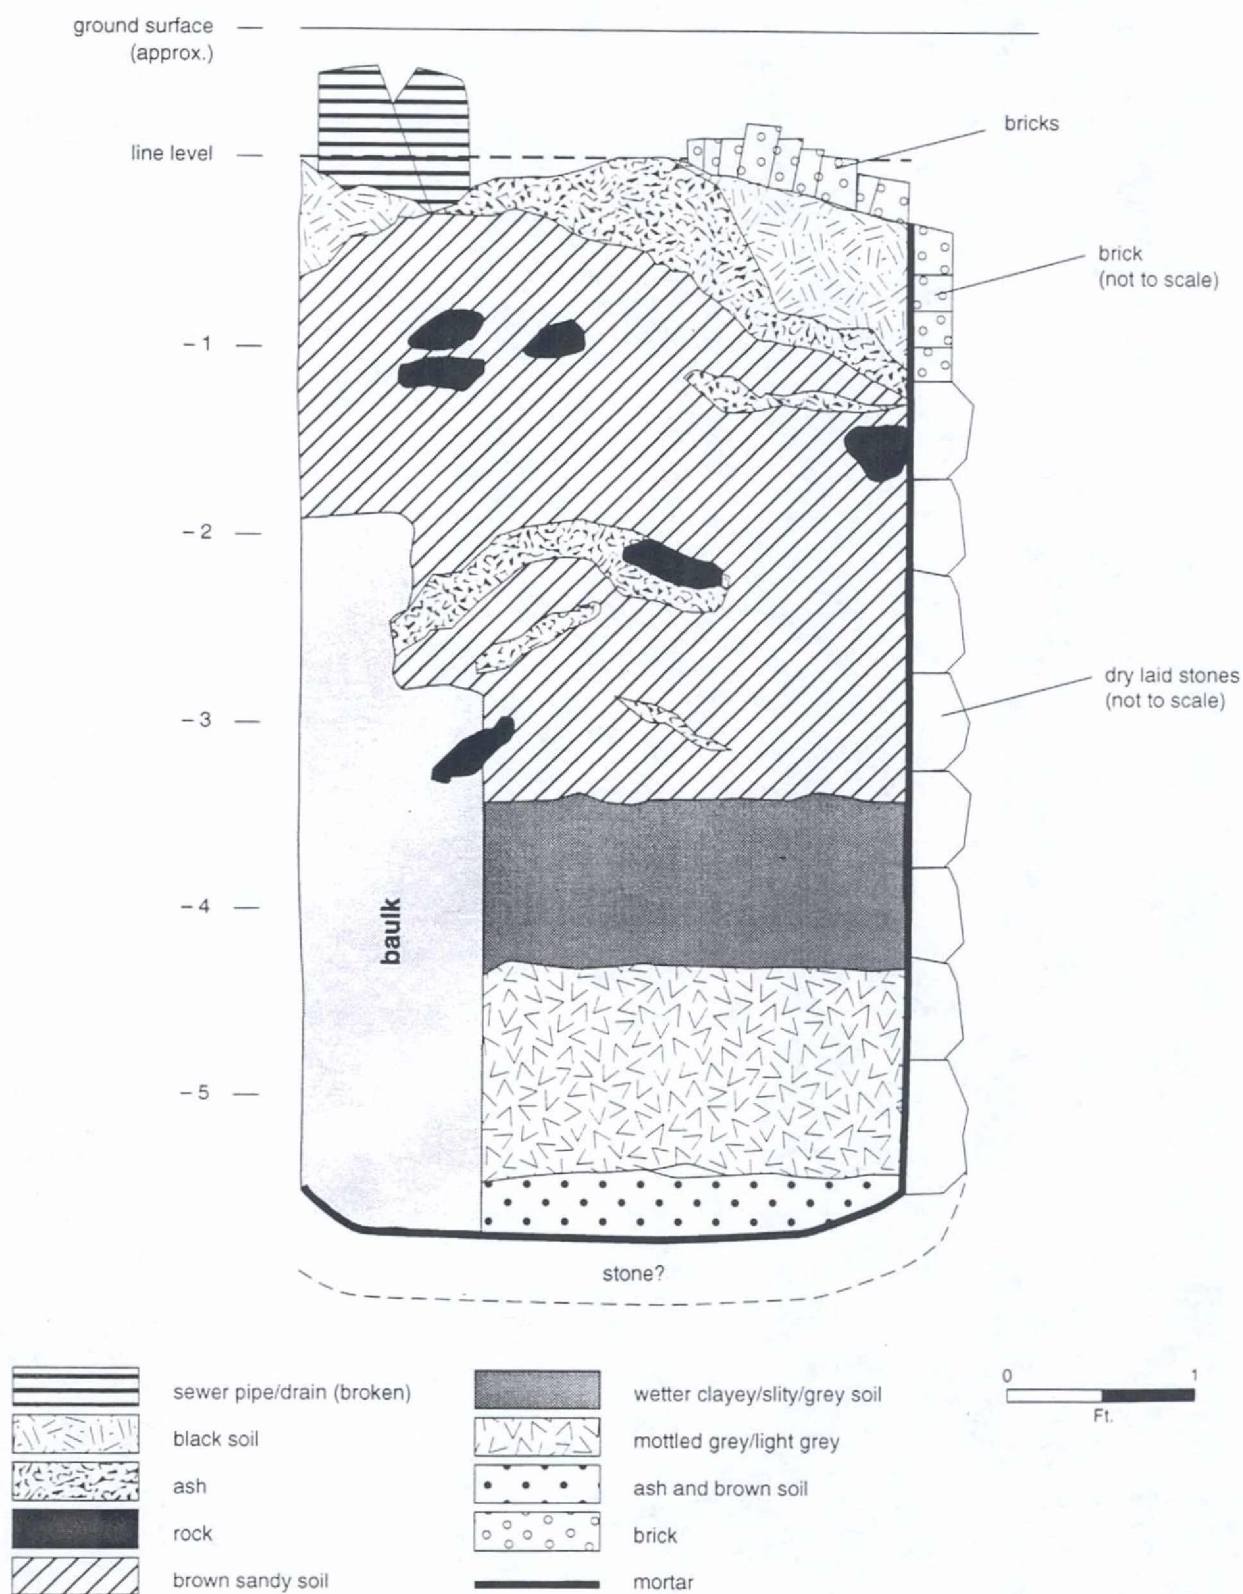 ground surface
(approx.)
bricks
line level
brick
(not to scale)
- 1
- 2
dry laid stones
(not to scale)
- 3
- 4
baulk
- 5
stone?
sewer pipe/drain (broken)
black soil
ash
rock
brown sandy soil
wetter clayey/slity/grey soil
mottled grey/light grey
ash and brown soil
brick
mortar
0 1
Ft.